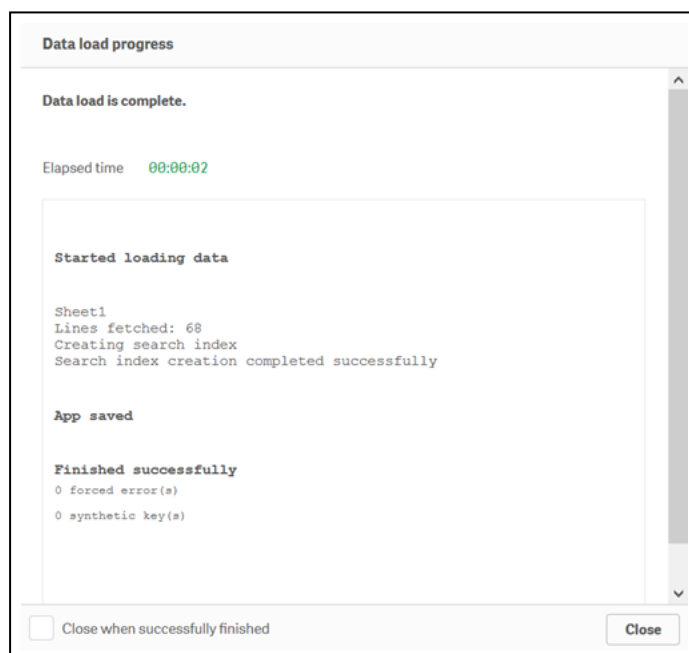 Data load progress
Data load is complete.
Elapsed time 00:00:02
Started loading data
Sheet1
Lines fetched: 68
Creating search index
Search index creation completed successfully
App saved
Finished successfully
0 forced error(s)
0 synthetic key(s)
Close when successfully finished
Close